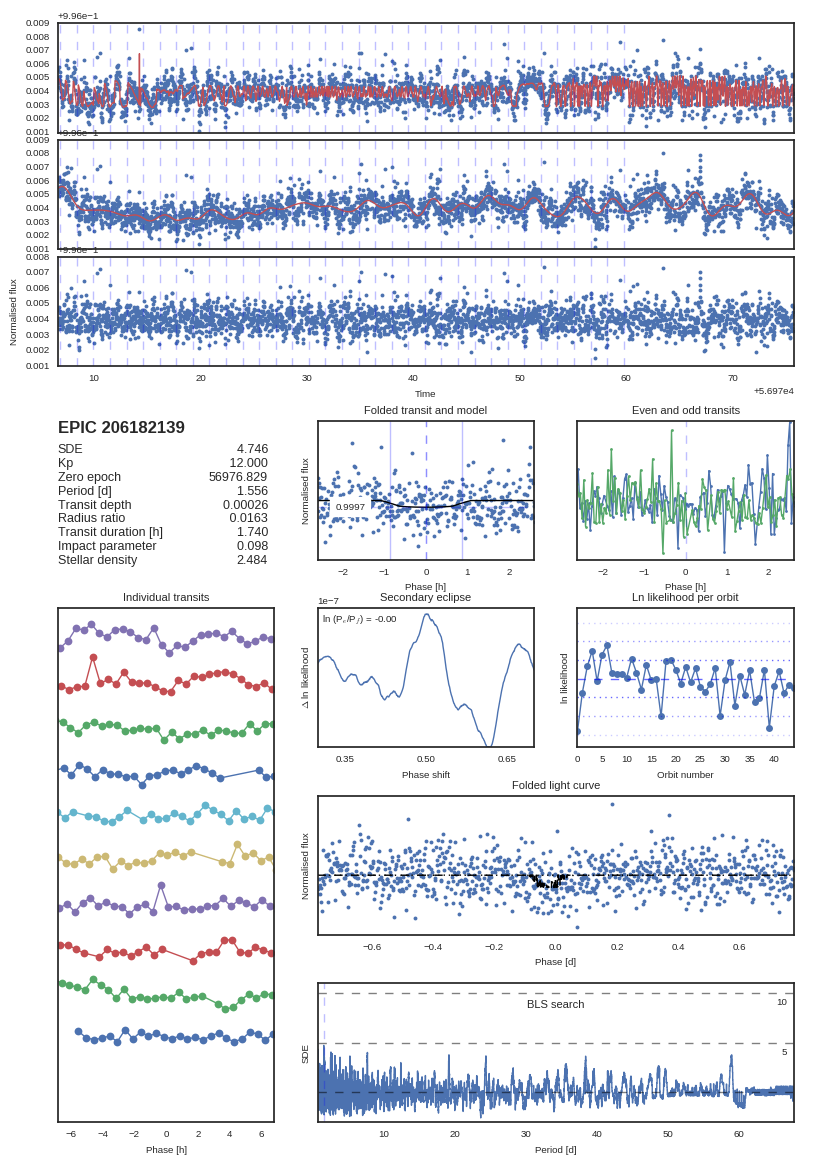 +9.96e−1
0.009
0.008
0.007
0.006
0.005
0.004
0.003
0.002
0.001
+9.96e−1
0.009
0.008
0.007
0.006
0.005
0.004
0.003
0.002
0.001
+9.96e−1
0.008
0.007
0.006
0.005
0.004
0.003
0.002
0.001
Normalised flux
10 20 30 40 50 60 70
Time
+5.697e4
EPIC 206182139
SDE 4.746
Kp 12.000
Zero epoch 56976.829
Period [d] 1.556
Transit depth 0.00026
Radius ratio 0.0163
Transit duration [h] 1.740
Impact parameter 0.098
Stellar density 2.484
Folded transit and model
Normalised flux
0.9997
−2 −1 0 1 2
Phase [h]
Even and odd transits
Normalised flux
−2 −1 0 1 2
Phase [h]
Individual transits
−6 −4 −2 0 2 4 6
Phase [h]
Secondary eclipse
1e−7
ln (Pₑ/P_f) = -0.00
Δ ln likelihood
0.35 0.50 0.65
Phase shift
Ln likelihood per orbit
ln likelihood
0 5 10 15 20 25 30 35 40
Orbit number
Folded light curve
Normalised flux
−0.6 −0.4 −0.2 0.0 0.2 0.4 0.6
Phase [d]
BLS search
10
5
SDE
10 20 30 40 50 60
Period [d]